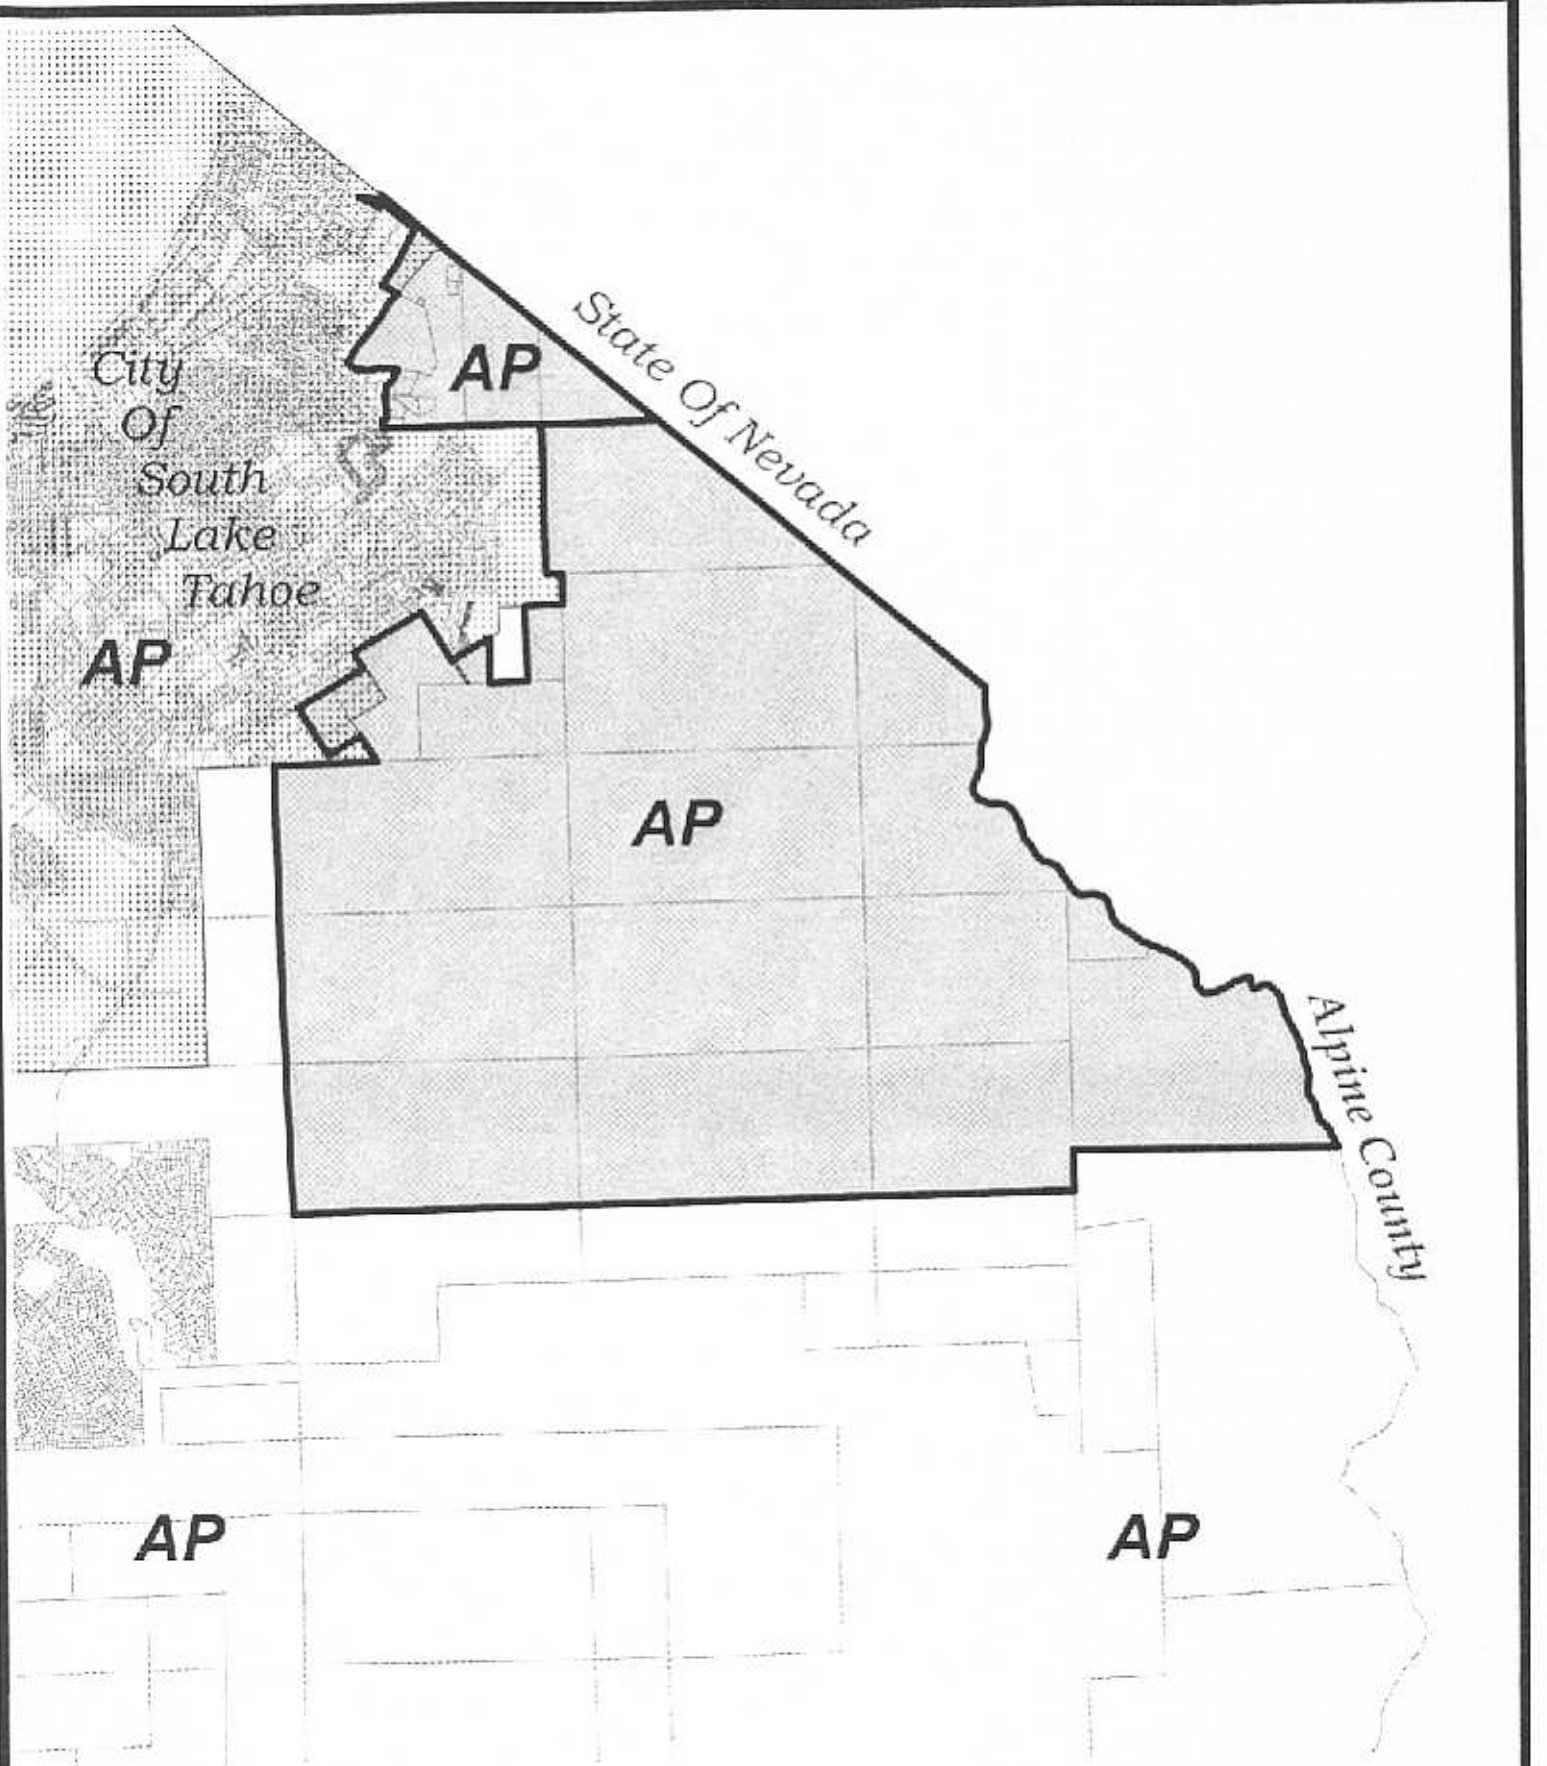 State Of Nevada
AP
City
Of
South
Lake
Tahoe
AP
AP
Alpine County
AP
AP